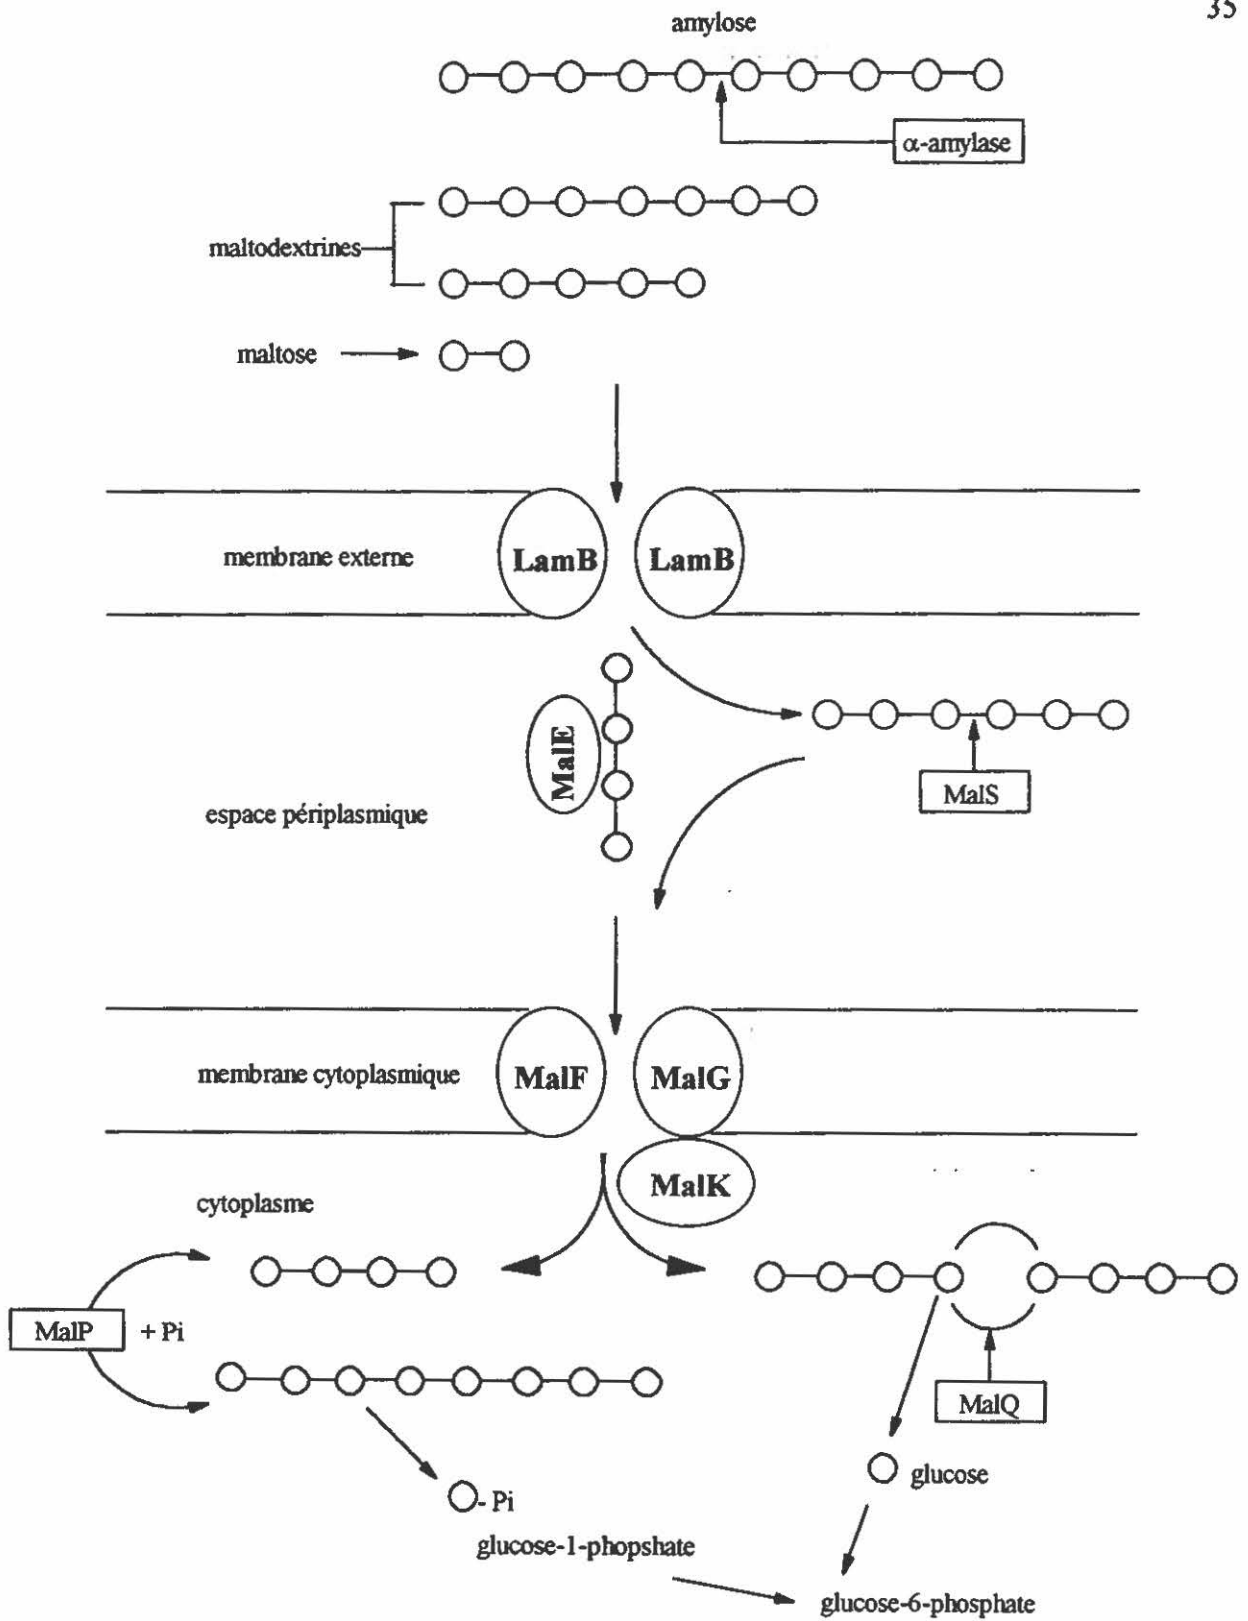 35
amylose
α-amylase
maltodextrines
maltose
membrane externe
LamB
LamB
MalE
MalS
espace périplasmique
membrane cytoplasmique
MalF
MalG
MalK
cytoplasme
MalP
+ Pi
MalQ
glucose
- Pi
glucose-1-phopshate
glucose-6-phosphate